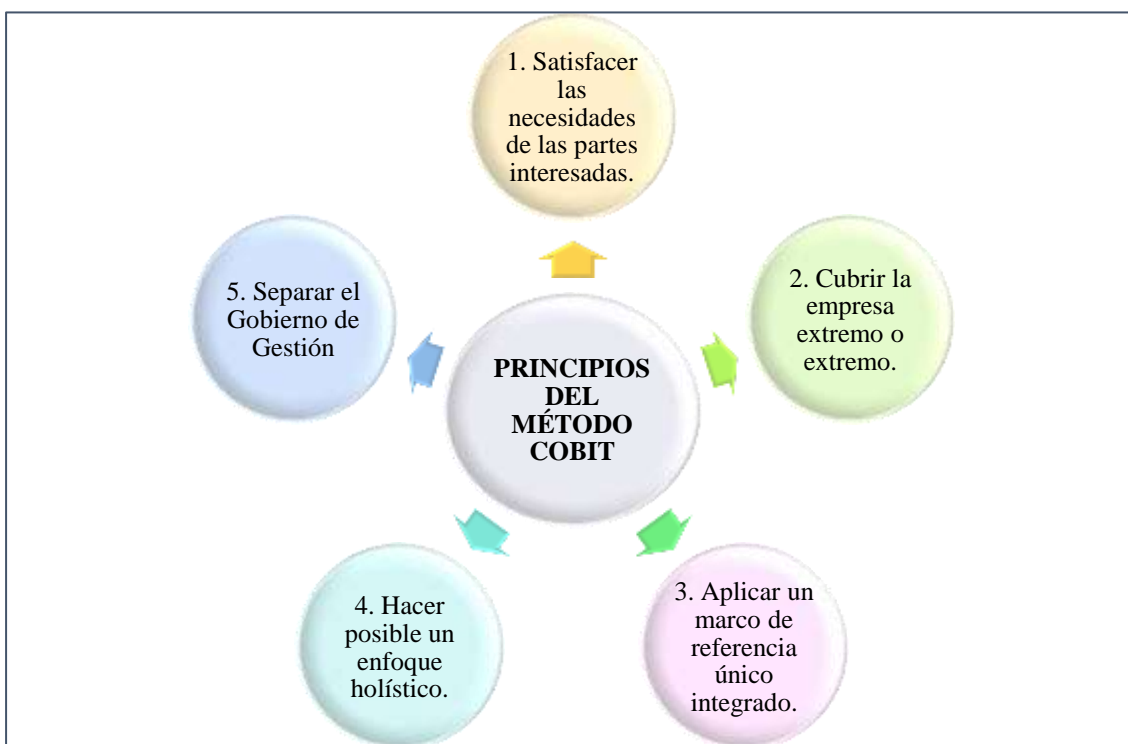 1. Satisfacer
las
necesidades
de las partes
interesadas.
2. Cubrir la
empresa
extremo o
extremo.
3. Aplicar un
marco de
referencia
único
integrado.
4. Hacer
posible un
enfoque
holístico.
5. Separar el
Gobierno de
Gestión
PRINCIPIOS
DEL
MÉTODO
COBIT